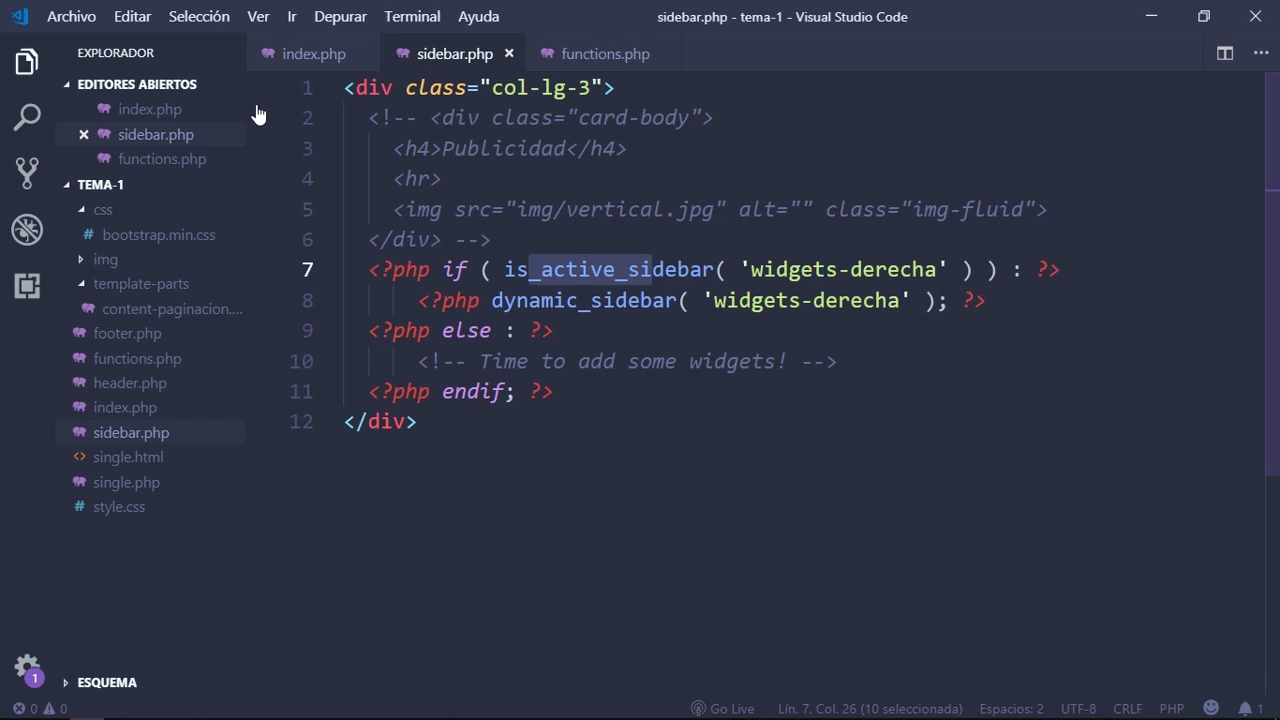 Archivo Editar Selección Ver Ir Depurar Terminal Ayuda sidebar.php - tema-1 - Visual Studio Code
EXPLORADOR
index.php sidebar.php functions.php
EDITORES ABIERTOS
index.php
sidebar.php
functions.php
TEMA-1
css
# bootstrap.min.css
img
template-parts
content-paginacion....
footer.php
functions.php
header.php
index.php
sidebar.php
<> single.html
single.php
# style.css
ESQUEMA
1 <div class="col-lg-3">
2 <!-- <div class="card-body">
3 <h4>Publicidad</h4>
4 <hr>
5 <img src="img/vertical.jpg" alt="" class="img-fluid">
6 </div> -->
7 <?php if ( is_active_sidebar( 'widgets-derecha' ) ) : ?>
8 <?php dynamic_sidebar( 'widgets-derecha' ); ?>
9 <?php else : ?>
10 <!-- Time to add some widgets! -->
11 <?php endif; ?>
12 </div>
1
0 0 Go Live Lín. 7, Col. 26 (10 seleccionada) Espacios: 2 UTF-8 CRLF PHP 1